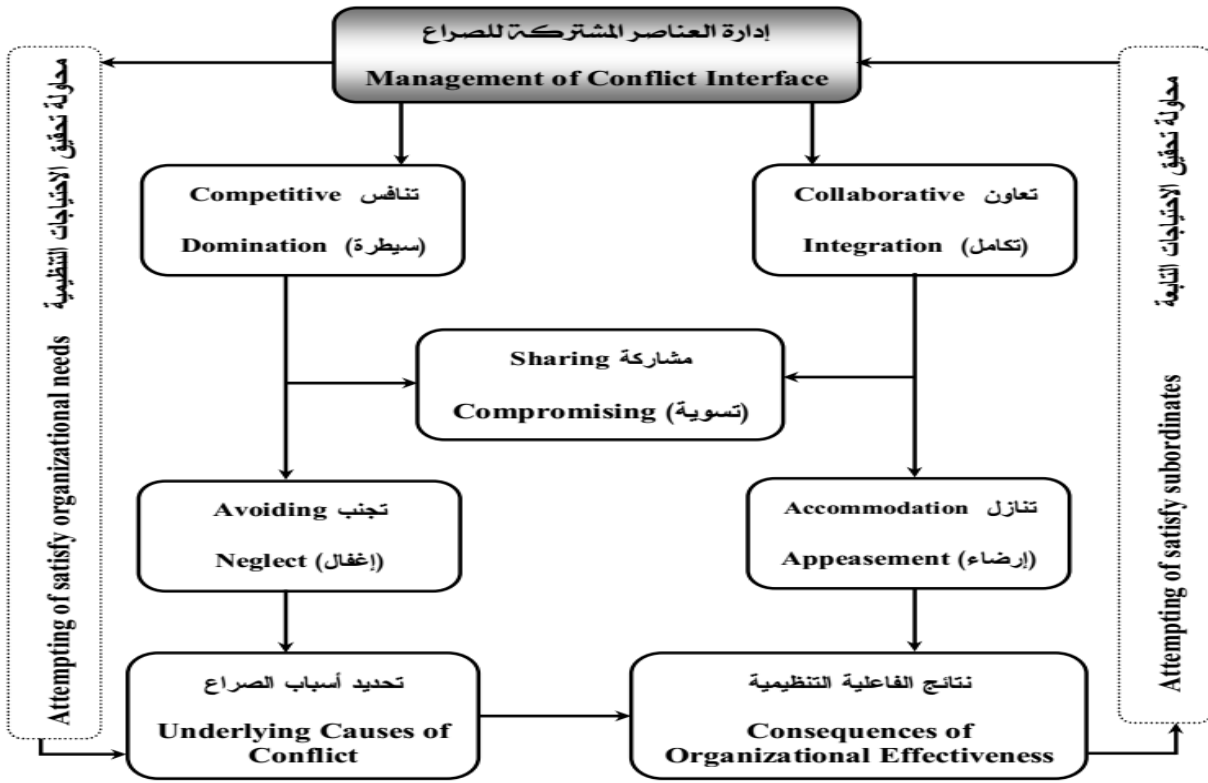 إدارة العناصر المشتركة للصراع
Management of Conflict Interface
محاولة تحقيق الاحتياجات التنظيمية
Attempting of satisfy organizational needs
محاولة تحقيق الاحتياجات التابعة
Attempting of satisfy subordinates
Competitive تنافس
Domination (سيطرة)
Collaborative تعاون
Integration (تكامل)
Sharing مشاركة
Compromising (تسوية)
Avoiding تجنب
Neglect (إغفال)
Accommodation تنازل
Appeasement (إرضاء)
تحديد أسباب الصراع
Underlying Causes of
Conflict
نتائج الفاعلية التنظيمية
Consequences of
Organizational Effectiveness